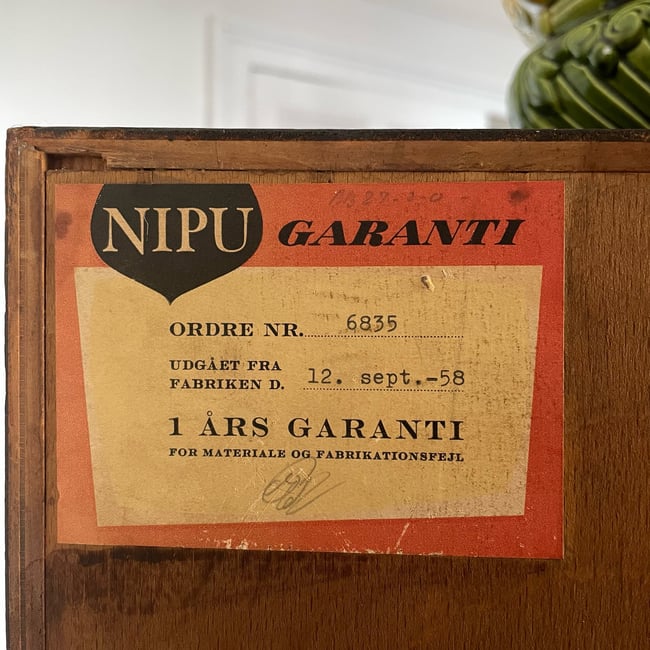 NIPU GARANTI
ORDRE NR. 6835
UDGÅET FRA
FABRIKEN D. 12. sept.-58
1 ÅRS GARANTI
FOR MATERIALE OG FABRIKATIONSFEJL